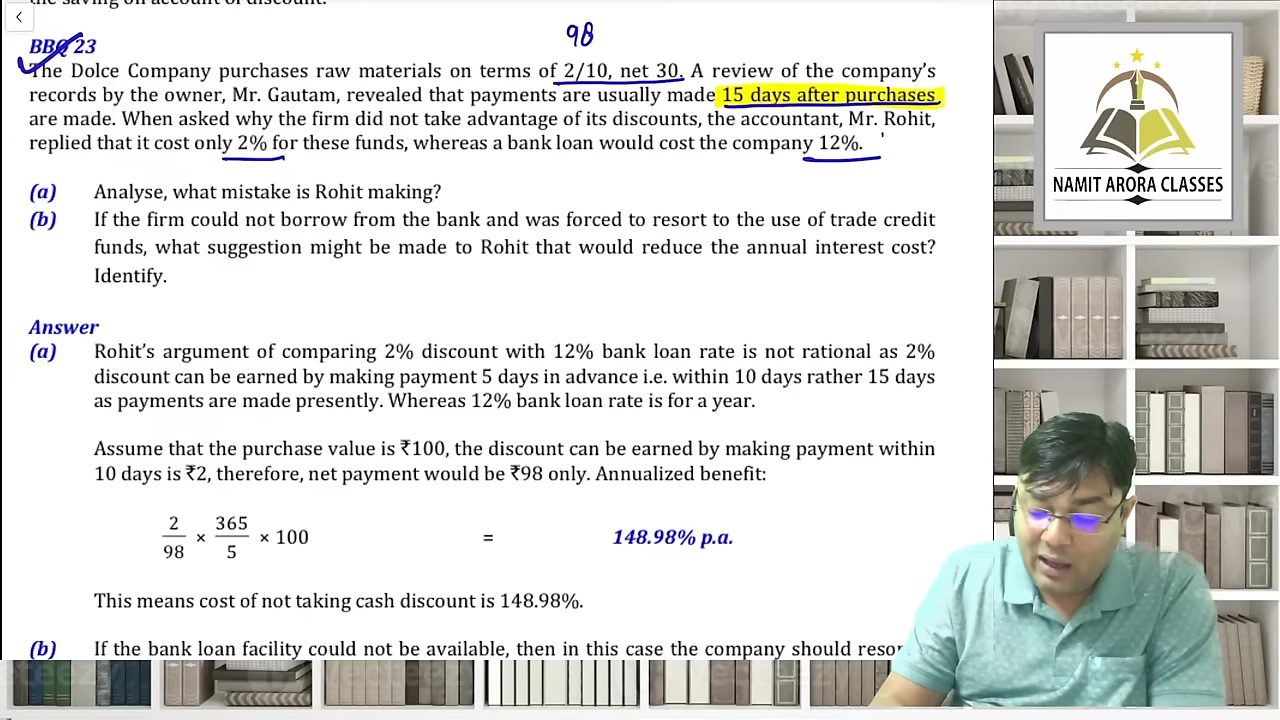 98
BBQ 23
The Dolce Company purchases raw materials on terms of 2/10, net 30. A review of the company's
records by the owner, Mr. Gautam, revealed that payments are usually made 15 days after purchases
are made. When asked why the firm did not take advantage of its discounts, the accountant, Mr. Rohit,
replied that it cost only 2% for these funds, whereas a bank loan would cost the company 12%.
(a) Analyse, what mistake is Rohit making?
(b) If the firm could not borrow from the bank and was forced to resort to the use of trade credit
funds, what suggestion might be made to Rohit that would reduce the annual interest cost?
Identify.
Answer
(a) Rohit's argument of comparing 2% discount with 12% bank loan rate is not rational as 2%
discount can be earned by making payment 5 days in advance i.e. within 10 days rather 15 days
as payments are made presently. Whereas 12% bank loan rate is for a year.
Assume that the purchase value is ₹100, the discount can be earned by making payment within
10 days is ₹2, therefore, net payment would be ₹98 only. Annualized benefit:
2/98 × 365/5 × 100 = 148.98% p.a.
This means cost of not taking cash discount is 148.98%.
(b) If the bank loan facility could not be available, then in this case the company should
NAMIT ARORA CLASSES